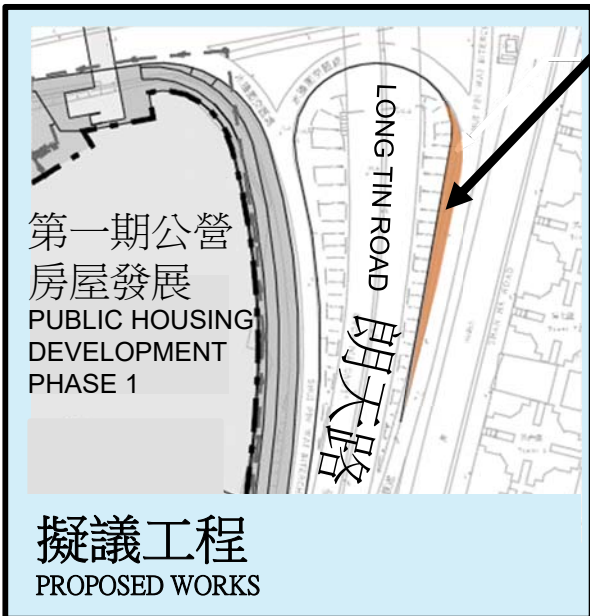 LONG TIN ROAD
朗天路
第一期公營
房屋發展
PUBLIC HOUSING
DEVELOPMENT
PHASE 1
擬議工程
PROPOSED WORKS